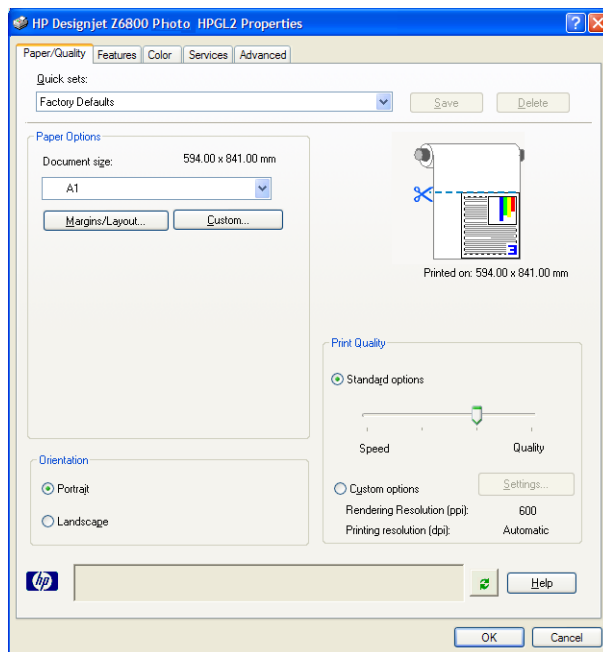 HP Designjet Z6800 Photo HPGL2 Properties
Paper/Quality Features Color Services Advanced
Quick sets:
Factory Defaults
Save Delete
Paper Options
Document size: 594.00 x 841.00 mm
A1
Margins/Layout... Custom...
Printed on: 594.00 x 841.00 mm
Print Quality
Standard options
Speed Quality
Custom options Settings...
Rendering Resolution (ppi): 600
Printing resolution (dpi): Automatic
Orientation
Portrait
Landscape
hp
Help
OK Cancel